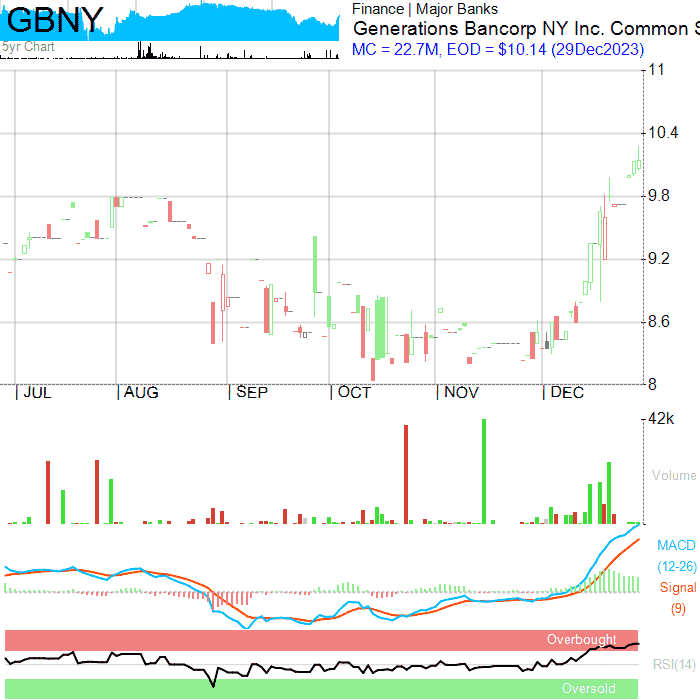 GBNY
5yr Chart
Finance | Major Banks
Generations Bancorp NY Inc. Common S
MC = 22.7M, EOD = $10.14 (29Dec2023)
11
10.4
9.8
9.2
8.6
8
JUL AUG SEP OCT NOV DEC
42k
Volume
MACD
(12-26)
Signal
(9)
Overbought
RSI(14)
Oversold